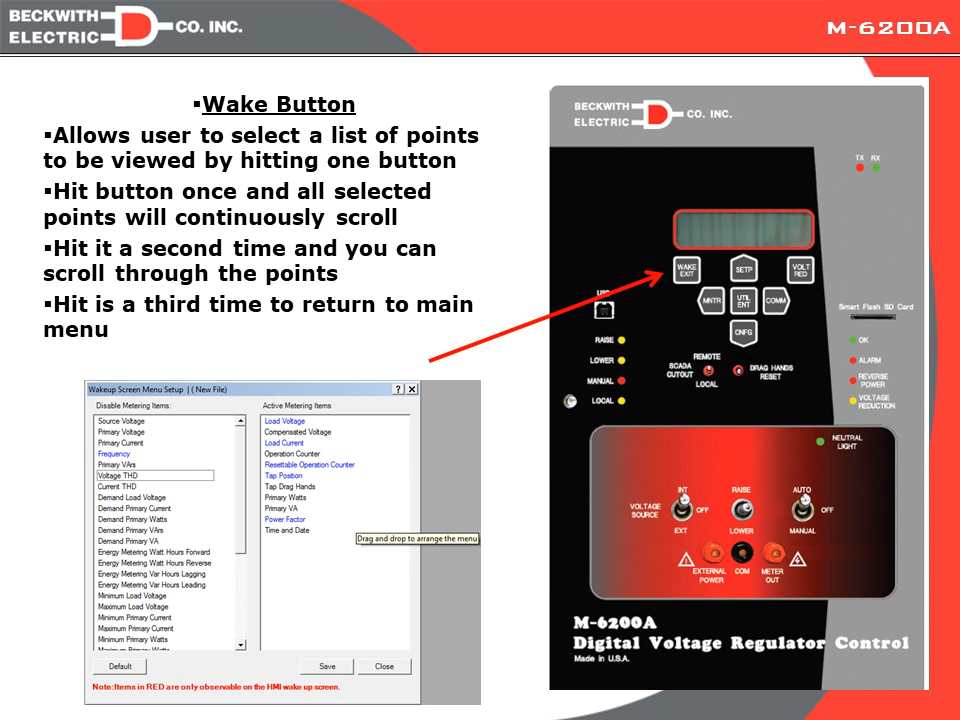 BECKWITH
ELECTRIC
CO. INC.
M-6200A
▪Wake Button
▪Allows user to select a list of points
to be viewed by hitting one button
▪Hit button once and all selected
points will continuously scroll
▪Hit it a second time and you can
scroll through the points
▪Hit is a third time to return to main
menu
Wakeup Screen Menu Setup | ( New File)
Disable Metering Items:
Source Voltage
Primary Voltage
Primary Current
Frequency
Primary VArs
Voltage THD
Current THD
Demand Load Voltage
Demand Primary Current
Demand Primary Watts
Demand Primary VArs
Demand Primary VA
Energy Metering Watt Hours Forward
Energy Metering Watt Hours Reverse
Energy Metering Var Hours Lagging
Energy Metering Var Hours Leading
Minimum Load Voltage
Maximum Load Voltage
Minimum Primary Current
Maximum Primary Current
Minimum Primary Watts
Maximum Primary Watts
Active Metering Items
Load Voltage
Compensated Voltage
Load Current
Operation Counter
Resettable Operation Counter
Tap Position
Tap Drag Hands
Primary Watts
Primary VA
Power Factor
Time and Date
Drag and drop to arrange the menu
Default
Save
Close
Note:Items in RED are only observable on the HMI wake up screen.
BECKWITH
ELECTRIC
CO. INC.
TX RX
WAKE
EXIT
SETP
VOLT
RED
MNTR
UTIL
ENT
COMM
CNFG
USB
Smart Flash SD Card
RAISE
LOWER
MANUAL
LOCAL
REMOTE
SCADA
CUTOUT
LOCAL
DRAG HANDS
RESET
OK
ALARM
REVERSE
POWER
VOLTAGE
REDUCTION
NEUTRAL
LIGHT
VOLTAGE
SOURCE
INT
OFF
EXT
RAISE
LOWER
AUTO
OFF
MANUAL
EXTERNAL
POWER
COM
METER
OUT
M-6200A
Digital Voltage Regulator Control
Made in U.S.A.